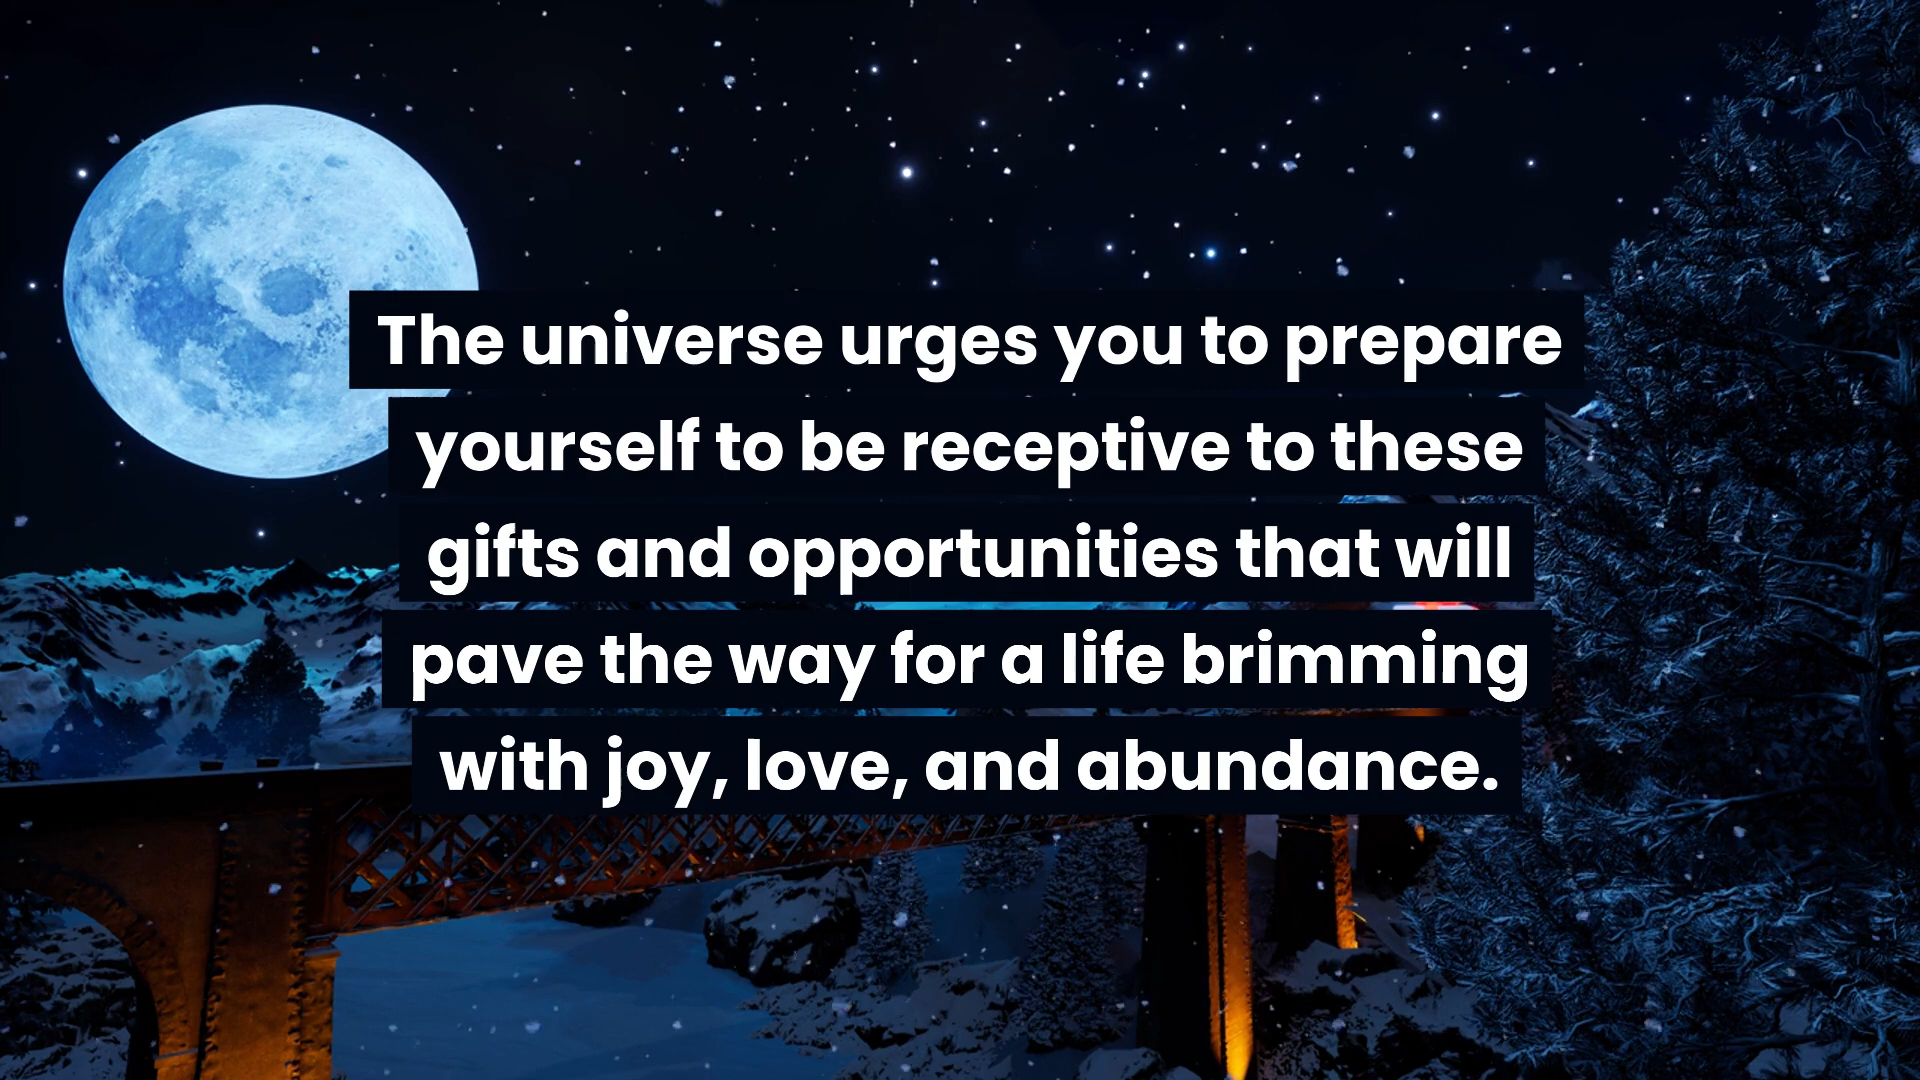 The universe urges you to prepare
yourself to be receptive to these
gifts and opportunities that will
pave the way for a life brimming
with joy, love, and abundance.